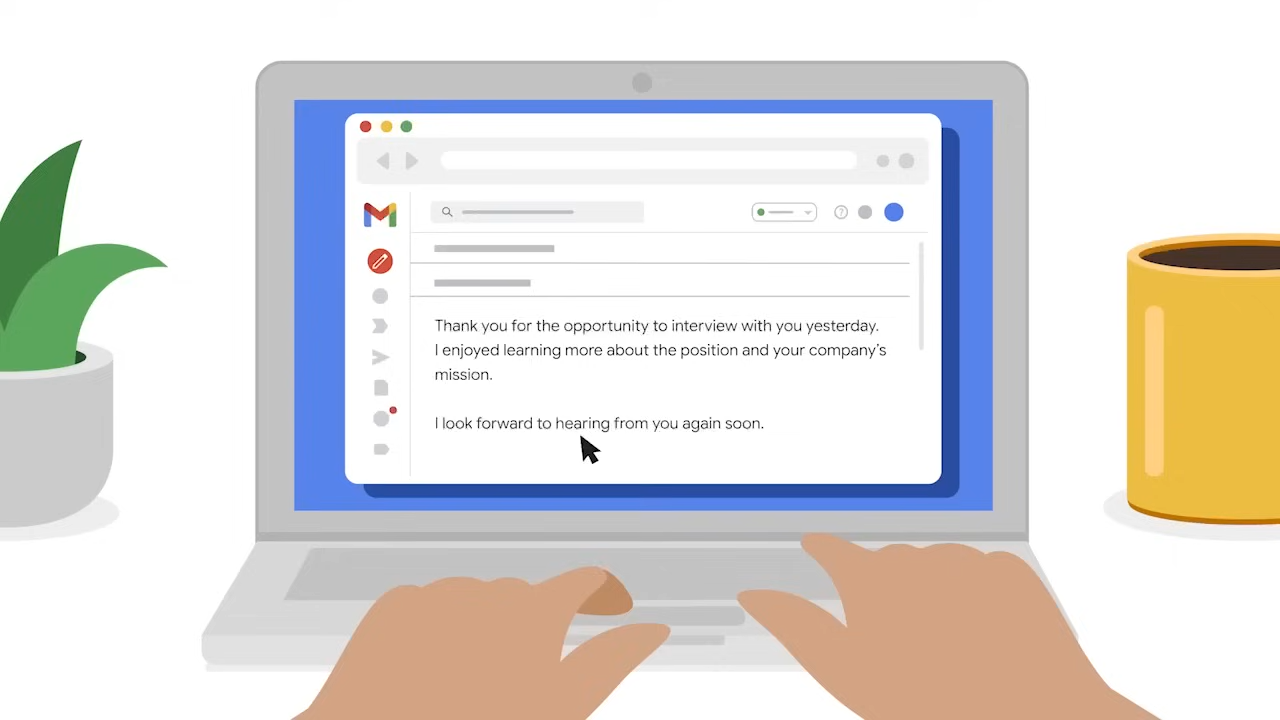 Thank you for the opportunity to interview with you yesterday.
I enjoyed learning more about the position and your company's
mission.
I look forward to hearing from you again soon.